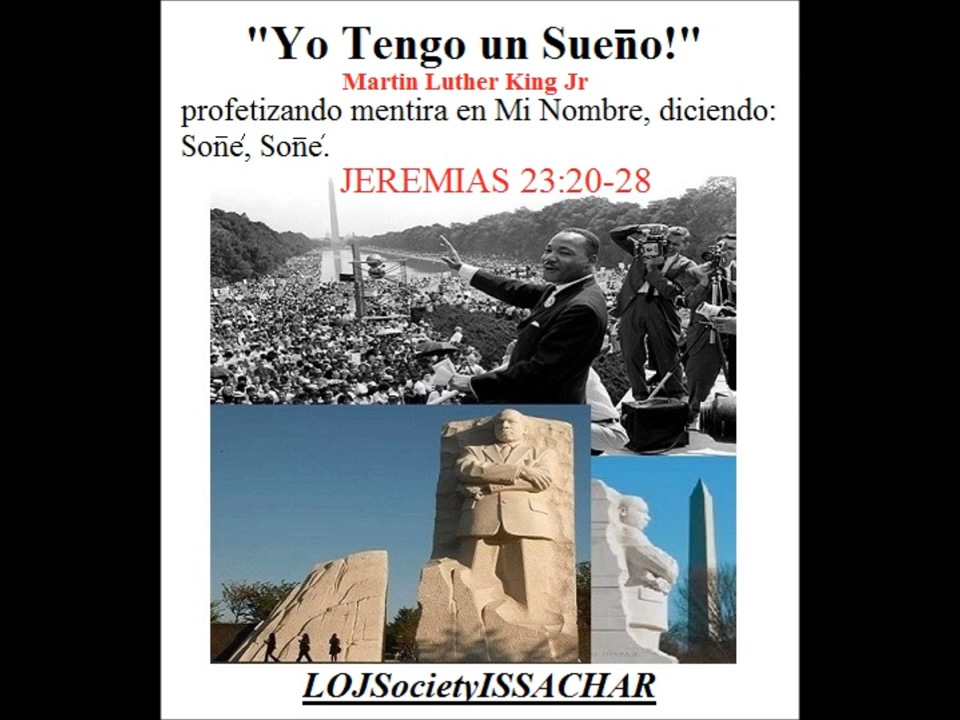 "Yo Tengo un Sueño!"
Martin Luther King Jr
profetizando mentira en Mi Nombre, diciendo:
Soñé, Soñé.
JEREMIAS 23:20-28
LOJSocietyISSACHAR